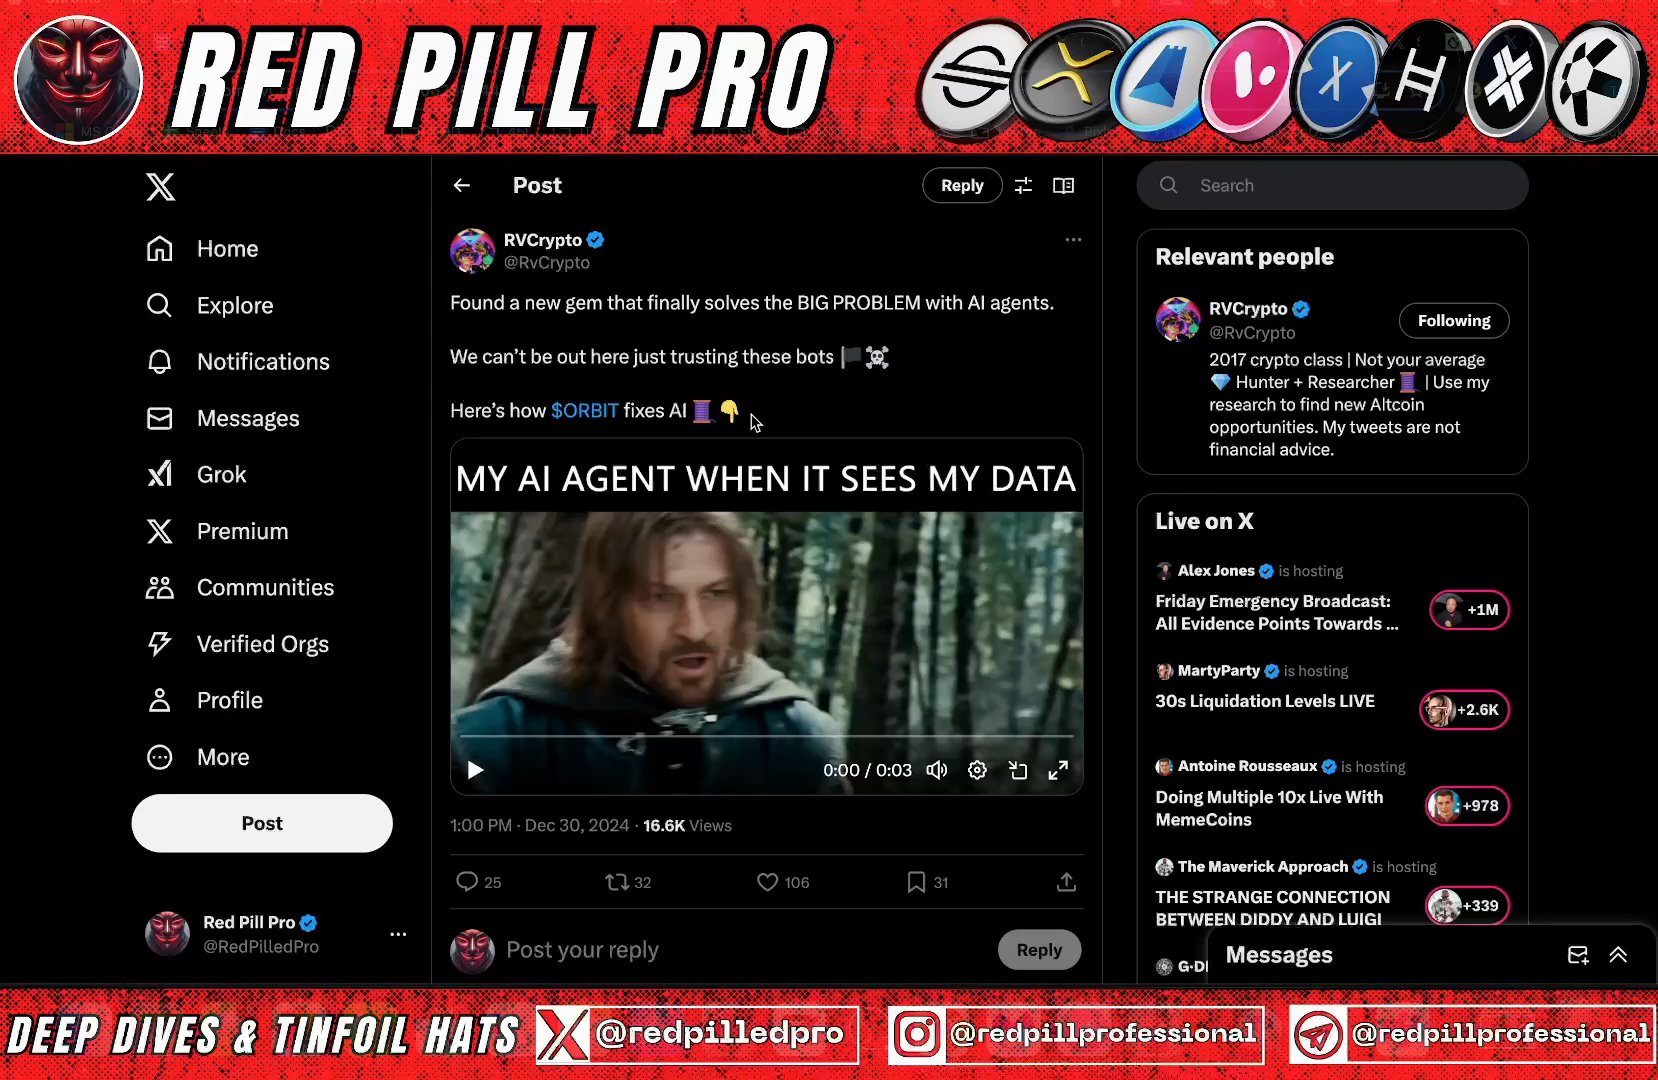 RED PILL PRO
Home
Explore
Notifications
Messages
Grok
Premium
Communities
Verified Orgs
Profile
More
Post
Red Pill Pro
@RedPilledPro
Post
Reply
RVCrypto
@RvCrypto
Found a new gem that finally solves the BIG PROBLEM with AI agents.
We can’t be out here just trusting these bots 🏴☠️
Here’s how $ORBIT fixes AI 🧵👇
MY AI AGENT WHEN IT SEES MY DATA
0:00 / 0:03
1:00 PM · Dec 30, 2024 · 16.6K Views
25
32
106
31
Post your reply
Reply
Search
Relevant people
RVCrypto
@RvCrypto
Following
2017 crypto class | Not your average
💎 Hunter + Researcher 🧵 | Use my
research to find new Altcoin
opportunities. My tweets are not
financial advice.
Live on X
Alex Jones is hosting
Friday Emergency Broadcast:
All Evidence Points Towards ...
+1M
MartyParty is hosting
30s Liquidation Levels LIVE
+2.6K
Antoine Rousseaux is hosting
Doing Multiple 10x Live With
MemeCoins
+978
The Maverick Approach is hosting
THE STRANGE CONNECTION
BETWEEN DIDDY AND LUIGI
+339
Messages
DEEP DIVES & TINFOIL HATS
@redpilledpro
@redpillprofessional
@redpillprofessional